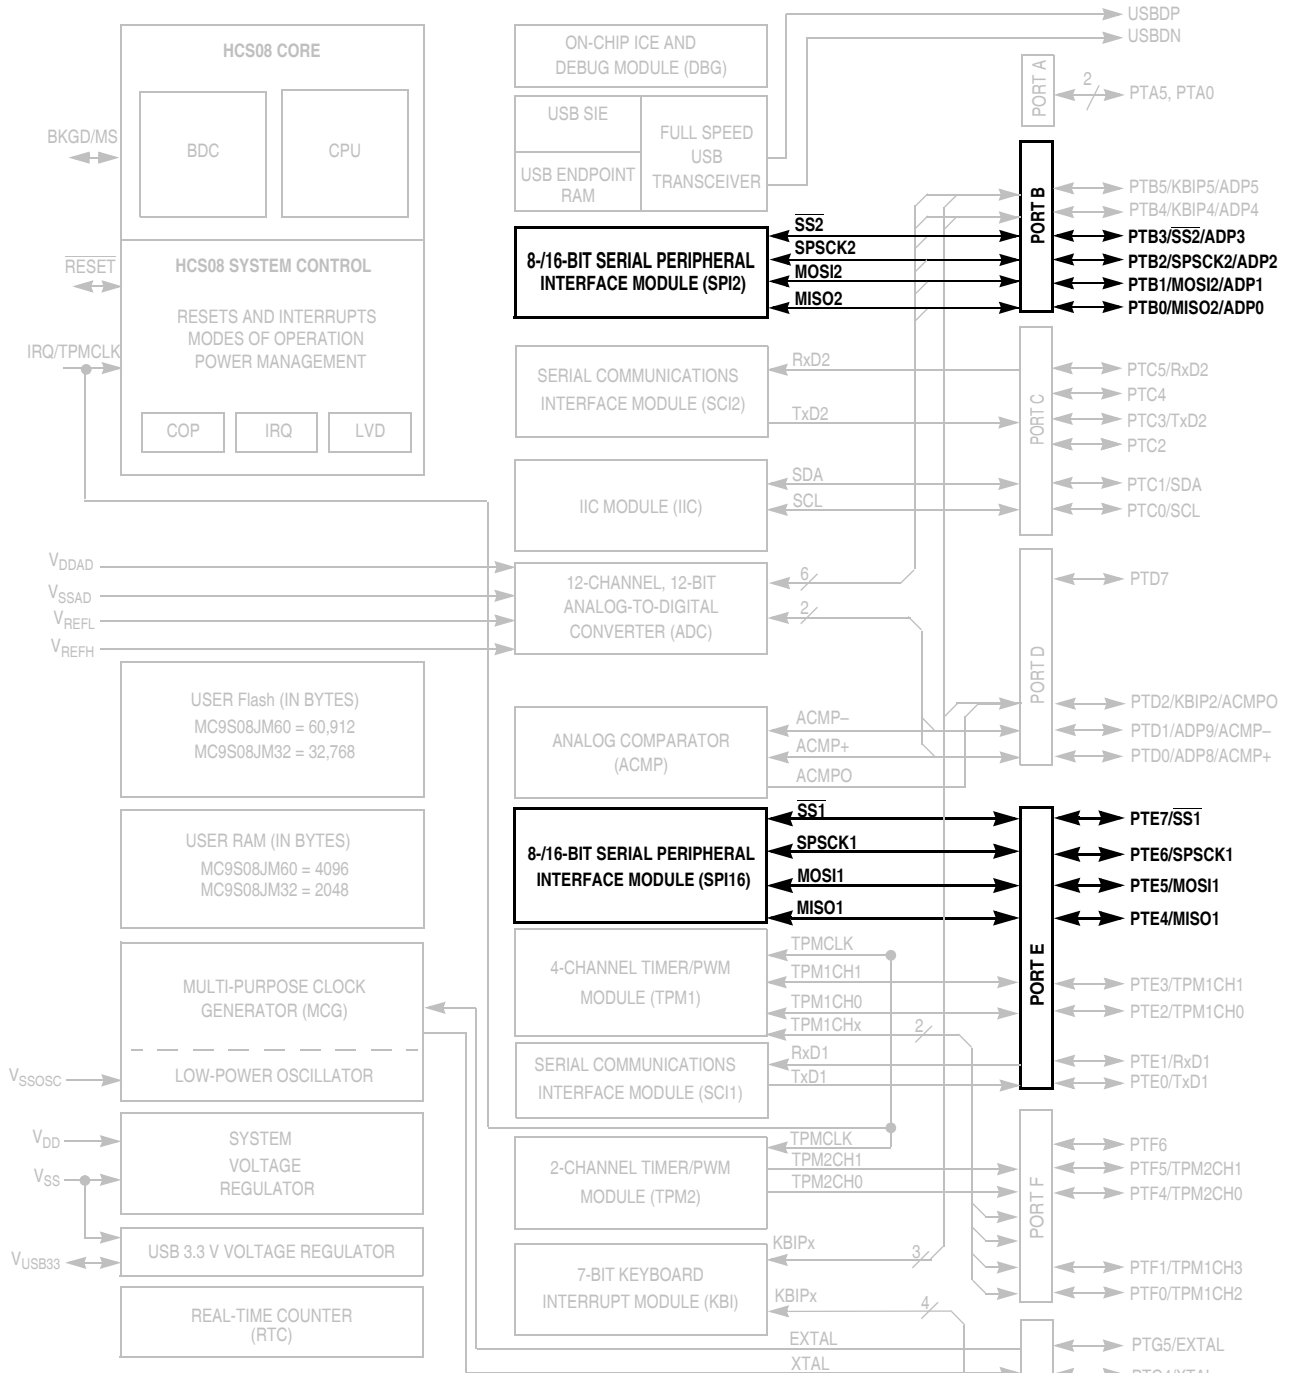 HCS08 CORE
BDC
CPU
BKGD/MS
HCS08 SYSTEM CONTROL
RESET
RESETS AND INTERRUPTS
MODES OF OPERATION
POWER MANAGEMENT
IRQ/TPMCLK
COP
IRQ
LVD
VDDAD
VSSAD
VREFL
VREFH
USER Flash (IN BYTES)
MC9S08JM60 = 60,912
MC9S08JM32 = 32,768
USER RAM (IN BYTES)
MC9S08JM60 = 4096
MC9S08JM32 = 2048
MULTI-PURPOSE CLOCK
GENERATOR (MCG)
LOW-POWER OSCILLATOR
VSSOSC
VDD
VSS
SYSTEM
VOLTAGE
REGULATOR
VUSB33
USB 3.3 V VOLTAGE REGULATOR
REAL-TIME COUNTER
(RTC)
ON-CHIP ICE AND
DEBUG MODULE (DBG)
USB SIE
USB ENDPOINT
RAM
FULL SPEED
USB
TRANSCEIVER
8-/16-BIT SERIAL PERIPHERAL
INTERFACE MODULE (SPI2)
SS2
SPSCK2
MOSI2
MISO2
SERIAL COMMUNICATIONS
INTERFACE MODULE (SCI2)
RxD2
TxD2
IIC MODULE (IIC)
SDA
SCL
12-CHANNEL, 12-BIT
ANALOG-TO-DIGITAL
CONVERTER (ADC)
6
2
ANALOG COMPARATOR
(ACMP)
ACMP–
ACMP+
ACMPO
8-/16-BIT SERIAL PERIPHERAL
INTERFACE MODULE (SPI16)
SS1
SPSCK1
MOSI1
MISO1
4-CHANNEL TIMER/PWM
MODULE (TPM1)
TPMCLK
TPM1CH1
TPM1CH0
TPM1CHx
2
SERIAL COMMUNICATIONS
INTERFACE MODULE (SCI1)
RxD1
TxD1
2-CHANNEL TIMER/PWM
MODULE (TPM2)
TPMCLK
TPM2CH1
TPM2CH0
7-BIT KEYBOARD
INTERRUPT MODULE (KBI)
KBIPx
3
KBIPx
4
EXTAL
XTAL
USBDP
USBDN
PORT A
2
PTA5, PTA0
PORT B
PTB5/KBIP5/ADP5
PTB4/KBIP4/ADP4
PTB3/SS2/ADP3
PTB2/SPSCK2/ADP2
PTB1/MOSI2/ADP1
PTB0/MISO2/ADP0
PORT C
PTC5/RxD2
PTC4
PTC3/TxD2
PTC2
PTC1/SDA
PTC0/SCL
PORT D
PTD7
PTD2/KBIP2/ACMPO
PTD1/ADP9/ACMP–
PTD0/ADP8/ACMP+
PORT E
PTE7/SS1
PTE6/SPSCK1
PTE5/MOSI1
PTE4/MISO1
PTE3/TPM1CH1
PTE2/TPM1CH0
PTE1/RxD1
PTE0/TxD1
PORT F
PTF6
PTF5/TPM2CH1
PTF4/TPM2CH0
PTF1/TPM1CH3
PTF0/TPM1CH2
PTG5/EXTAL